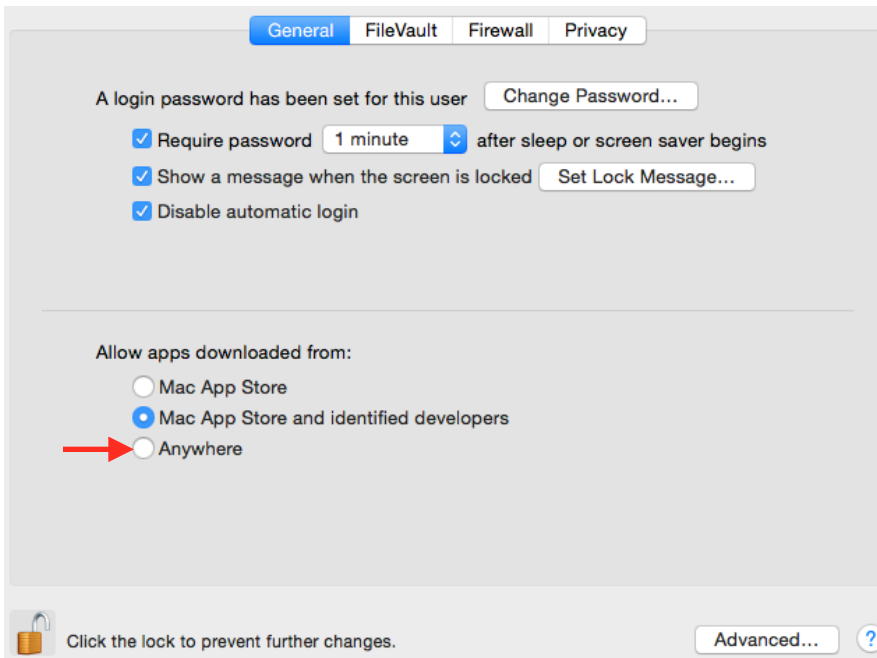 General FileVault Firewall Privacy
A login password has been set for this user Change Password...
Require password 1 minute after sleep or screen saver begins
Show a message when the screen is locked Set Lock Message...
Disable automatic login
Allow apps downloaded from:
Mac App Store
Mac App Store and identified developers
Anywhere
Click the lock to prevent further changes. Advanced... ?